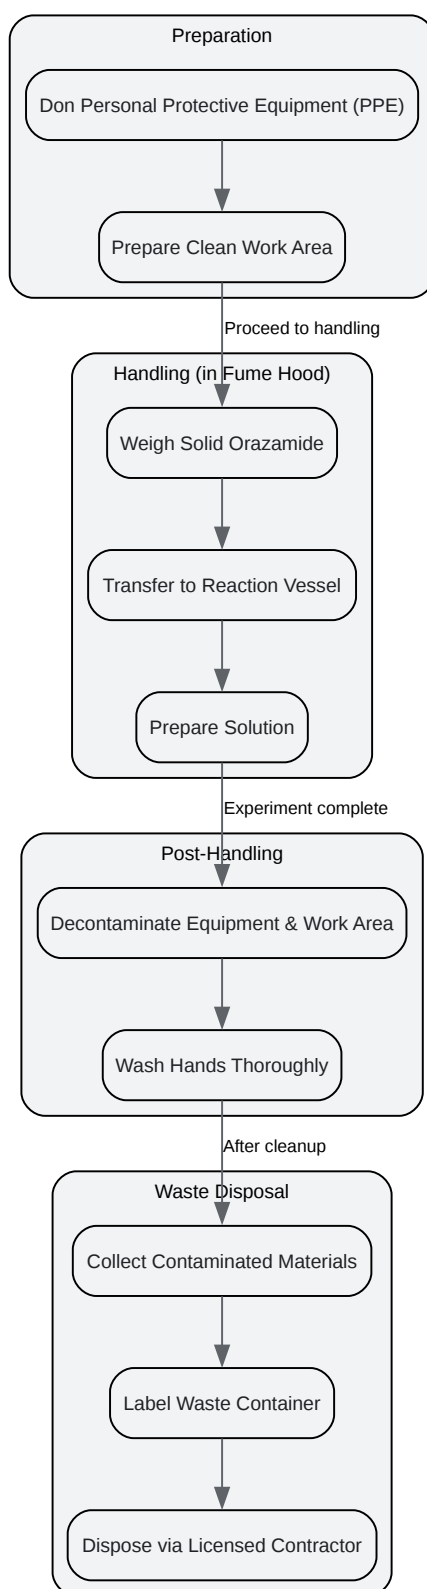 Preparation
Don Personal Protective Equipment (PPE)
Prepare Clean Work Area
Proceed to handling
Handling (in Fume Hood)
Weigh Solid Orazamide
Transfer to Reaction Vessel
Prepare Solution
Experiment complete
Post-Handling
Decontaminate Equipment & Work Area
Wash Hands Thoroughly
After cleanup
Waste Disposal
Collect Contaminated Materials
Label Waste Container
Dispose via Licensed Contractor